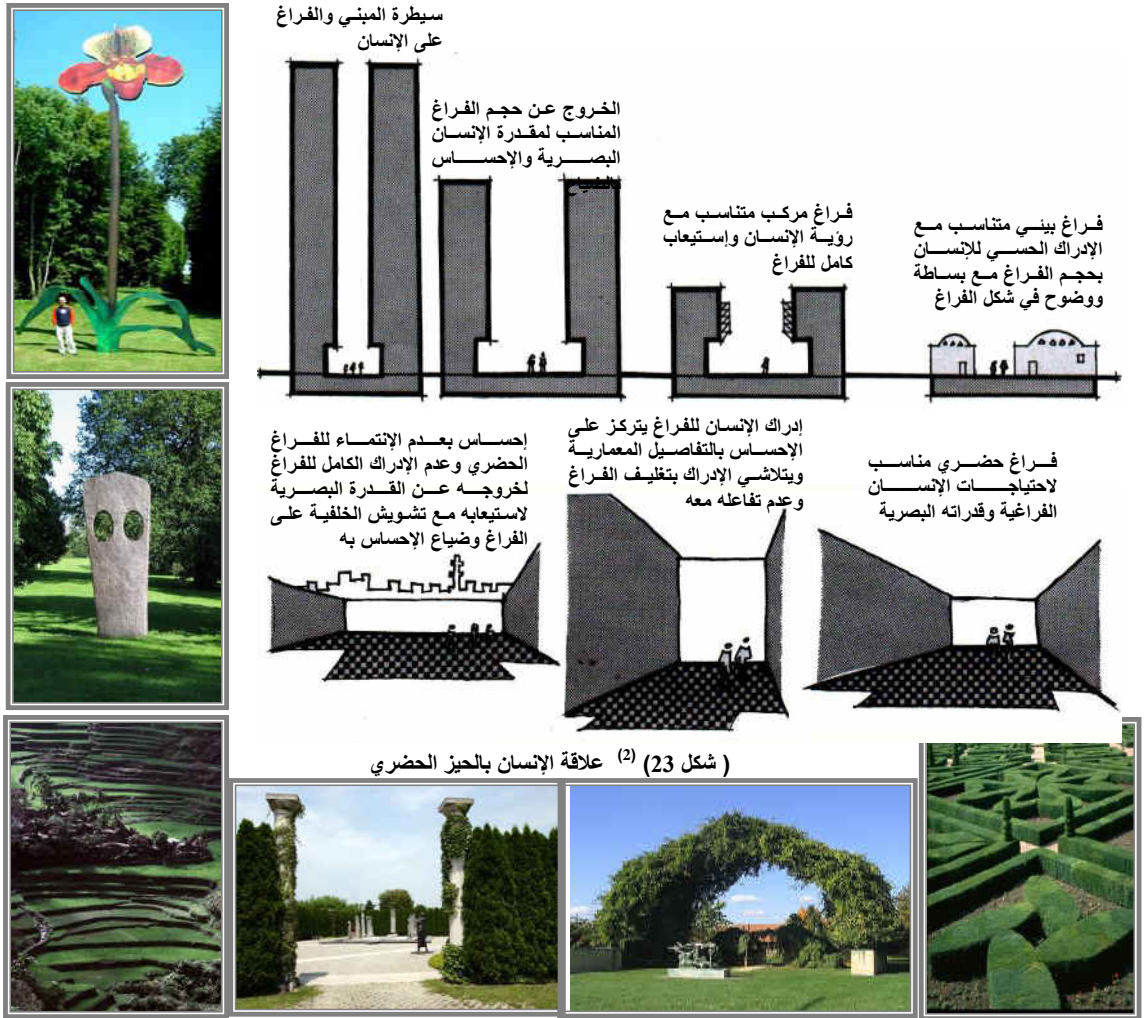 سيطرة المبني والفراغ
على الإنسان
الخروج عن حجم الفراغ
المناسب لمقدرة الإنسان
البصرية والإحساس
فراغ مركب متناسب مع
رؤية الإنسان وإستيعاب
كامل للفراغ
فراغ بيئي متناسب مع
الإدراك الحسي للإنسان
بحجم الفراغ مع بساطة
ووضوح في شكل الفراغ
إحساس بعدم الإنتماء للفراغ
الحضري وعدم الإدراك الكامل للفراغ
لخروجه عن القدرة البصرية
لاستيعابه مع تشويش الخلفية على
الفراغ وضياع الإحساس به
إدراك الإنسان للفراغ يتركز على
الإحساس بالتفاصيل المعمارية
ويتلاشي الإدراك بتغليف الفراغ
وعدم تفاعله معه
فراغ حضري مناسب
لاحتياجات الإنسان
الفراغية وقدراته البصرية
( شكل 23) (2) علاقة الإنسان بالحيز الحضري